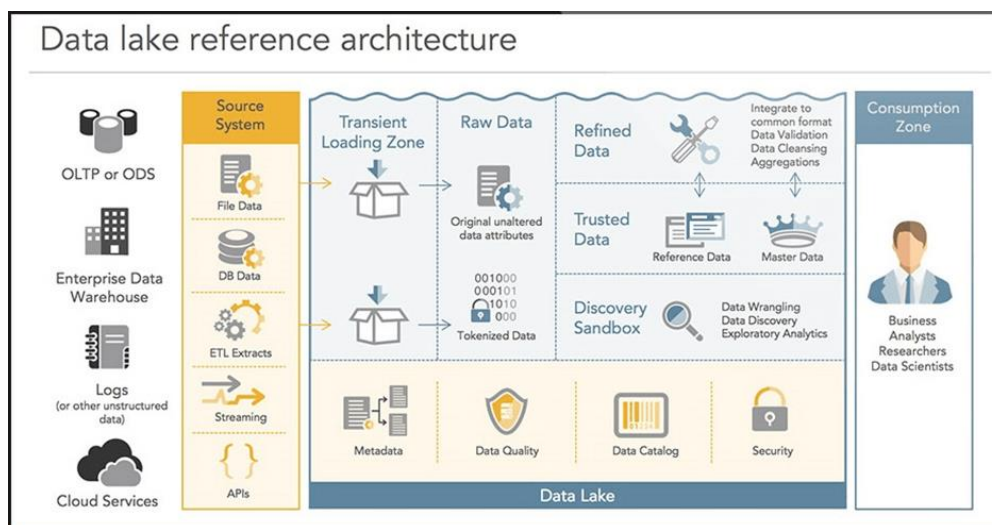 Data lake reference architecture
OLTP or ODS
Enterprise Data
Warehouse
Logs
(or other unstructured
data)
Cloud Services
Source
System
File Data
DB Data
ETL Extracts
Streaming
{ }
APIs
Transient
Loading Zone
Raw Data
Original unaltered
data attributes
001000
000101
1010
000
Tokenized Data
Refined
Data
Integrate to
common format
Data Validation
Data Cleansing
Aggregations
Trusted
Data
Reference Data
Master Data
Discovery
Sandbox
Data Wrangling
Data Discovery
Exploratory Analytics
Metadata
Data Quality
Data Catalog
Security
Data Lake
Consumption
Zone
Business
Analysts
Researchers
Data Scientists